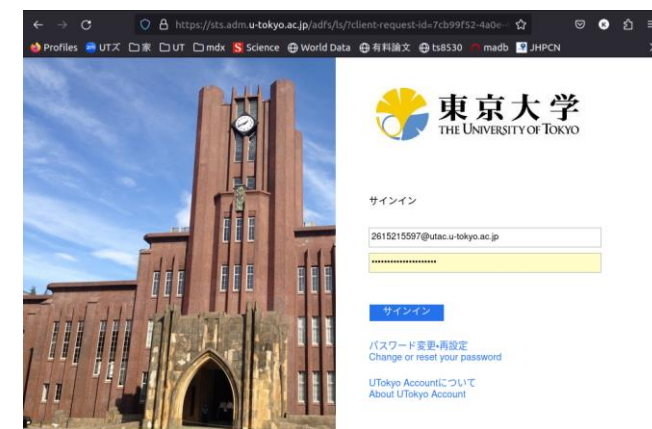 https://sts.adm.u-tokyo.ac.jp/adfs/ls/?client-request-id=7cb99f52-4a0e-
Profiles UTズ 家 UT mdx Science World Data 有料論文 ts8530 madb JHPCN
東京大学
THE UNIVERSITY OF TOKYO
サインイン
2615215597@utac.u-tokyo.ac.jp
サインイン
パスワード変更・再設定
Change or reset your password
UTokyo Accountについて
About UTokyo Account